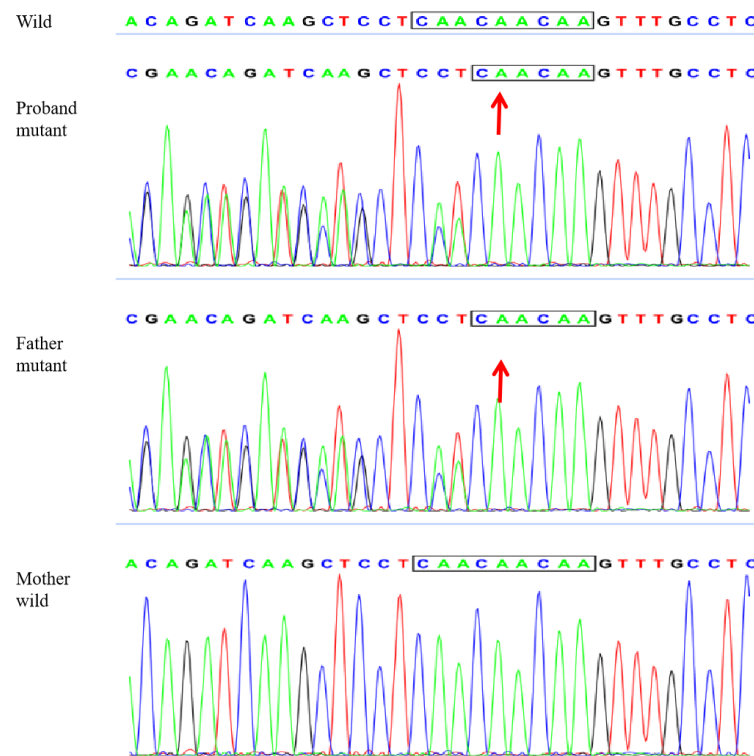 Wild
A C A G A T C A A G C T C C T C A A C A A C A A G T T T G C C T C
C G A A C A G A T C A A G C T C C T C A A C A A G T T T G C C T C
Proband
mutant
C G A A C A G A T C A A G C T C C T C A A C A A G T T T G C C T C
Father
mutant
A C A G A T C A A G C T C C T C A A C A A C A A G T T T G C C T C
Mother
wild